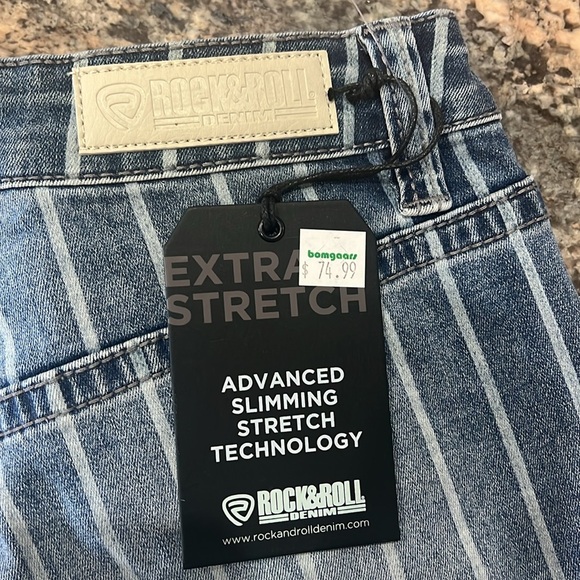 ROCK&ROLL
DENIM
bomgaars
$ 74.99
EXTRA
STRETCH
ADVANCED
SLIMMING
STRETCH
TECHNOLOGY
ROCK&ROLL
DENIM
www.rockandrolldenim.com